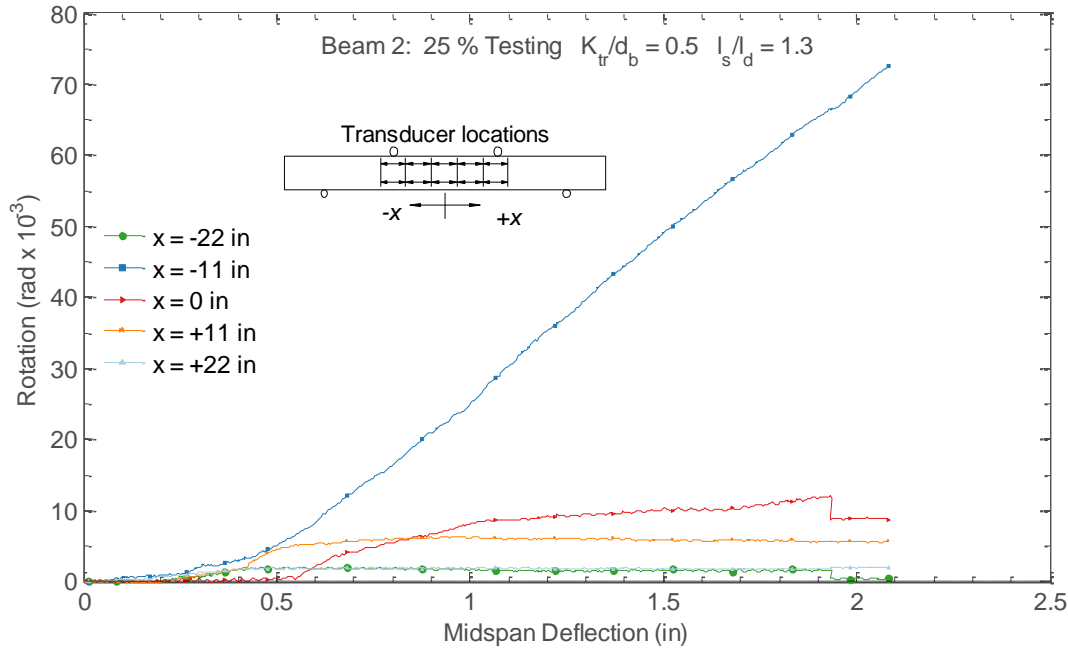 Beam 2: 25 % Testing K_tr/d_b = 0.5 l_s/l_d = 1.3
Transducer locations
-x +x
x = -22 in
x = -11 in
x = 0 in
x = +11 in
x = +22 in
Rotation (rad x 10^-3)
80
70
60
50
40
30
20
10
0
0 0.5 1 1.5 2 2.5
Midspan Deflection (in)